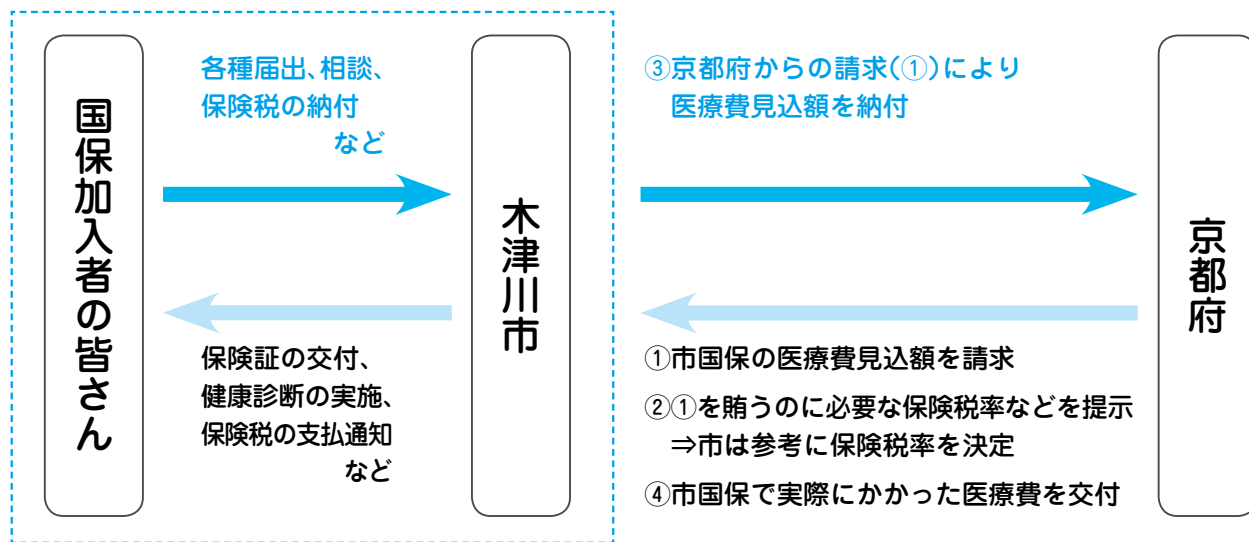 国保加入者の皆さん
各種届出、相談、
保険税の納付
など
保険証の交付、
健康診断の実施、
保険税の支払通知
など
木津川市
③京都府からの請求(①)により
医療費見込額を納付
①市国保の医療費見込額を請求
②①を賄うのに必要な保険税率などを提示
⇒市は参考に保険税率を決定
④市国保で実際にかかった医療費を交付
京都府